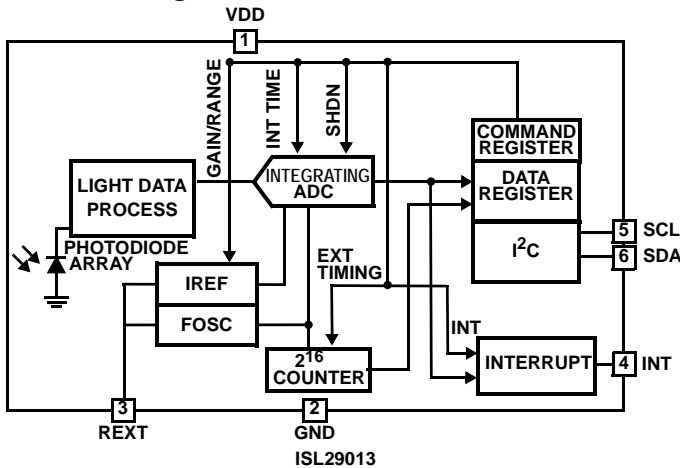 VDD
1
GAIN/RANGE
INT TIME
SHDN
COMMAND
REGISTER
LIGHT DATA
PROCESS
INTEGRATING
ADC
DATA
REGISTER
I2C
5 SCL
6 SDA
PHOTODIODE
ARRAY
EXT
TIMING
IREF
FOSC
INT
2^16
COUNTER
INTERRUPT
4 INT
3
REXT
2
GND
ISL29013